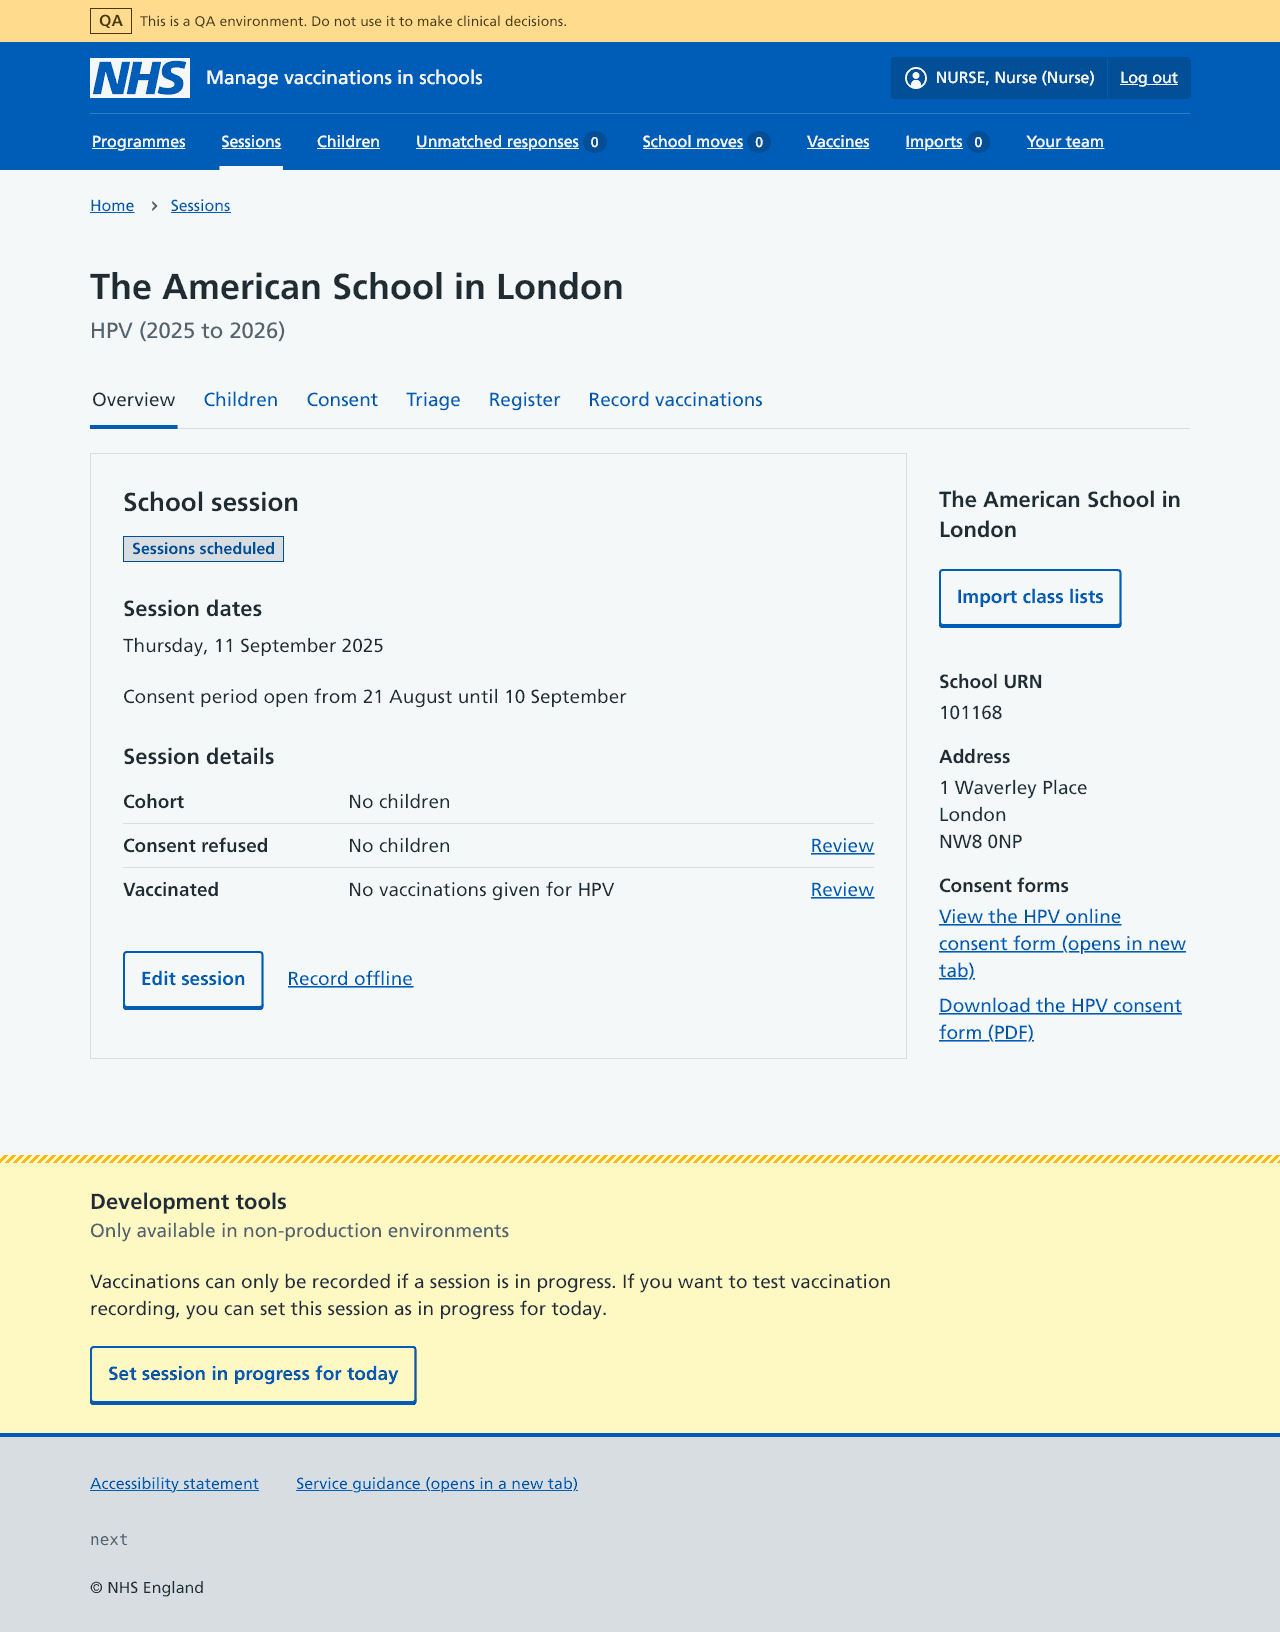 QA This is a QA environment. Do not use it to make clinical decisions.
NHS Manage vaccinations in schools NURSE, Nurse (Nurse) Log out
Programmes Sessions Children Unmatched responses 0 School moves 0 Vaccines Imports 0 Your team
Home › Sessions
The American School in London
HPV (2025 to 2026)
Overview Children Consent Triage Register Record vaccinations
School session
Sessions scheduled
Session dates
Thursday, 11 September 2025
Consent period open from 21 August until 10 September
Session details
Cohort No children
Consent refused No children Review
Vaccinated No vaccinations given for HPV Review
Edit session Record offline
The American School in
London
Import class lists
School URN
101168
Address
1 Waverley Place
London
NW8 0NP
Consent forms
View the HPV online
consent form (opens in new
tab)
Download the HPV consent
form (PDF)
Development tools
Only available in non-production environments
Vaccinations can only be recorded if a session is in progress. If you want to test vaccination
recording, you can set this session as in progress for today.
Set session in progress for today
Accessibility statement Service guidance (opens in a new tab)
next
© NHS England